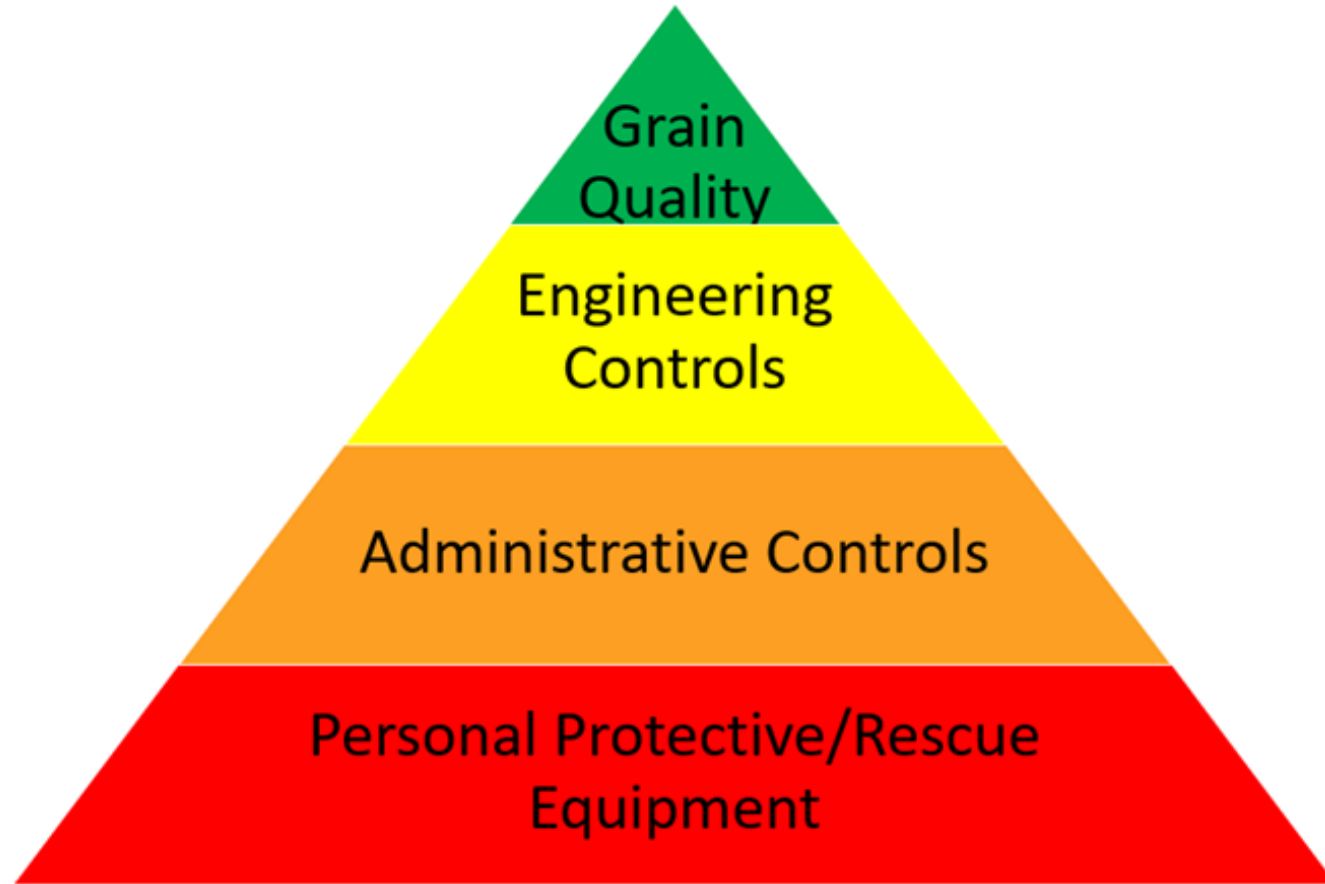 Grain
Quality
Engineering
Controls
Administrative Controls
Personal Protective/Rescue
Equipment